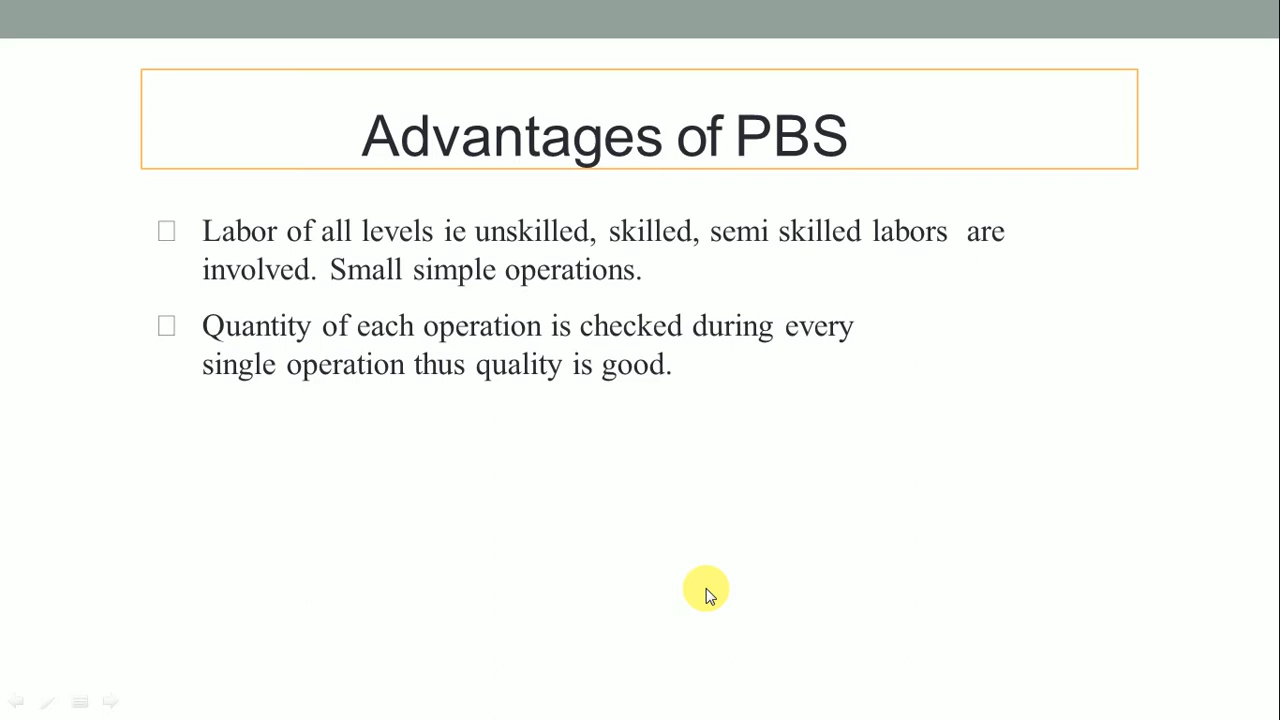 Advantages of PBS
Labor of all levels ie unskilled, skilled, semi skilled labors are
involved. Small simple operations.
Quantity of each operation is checked during every
single operation thus quality is good.